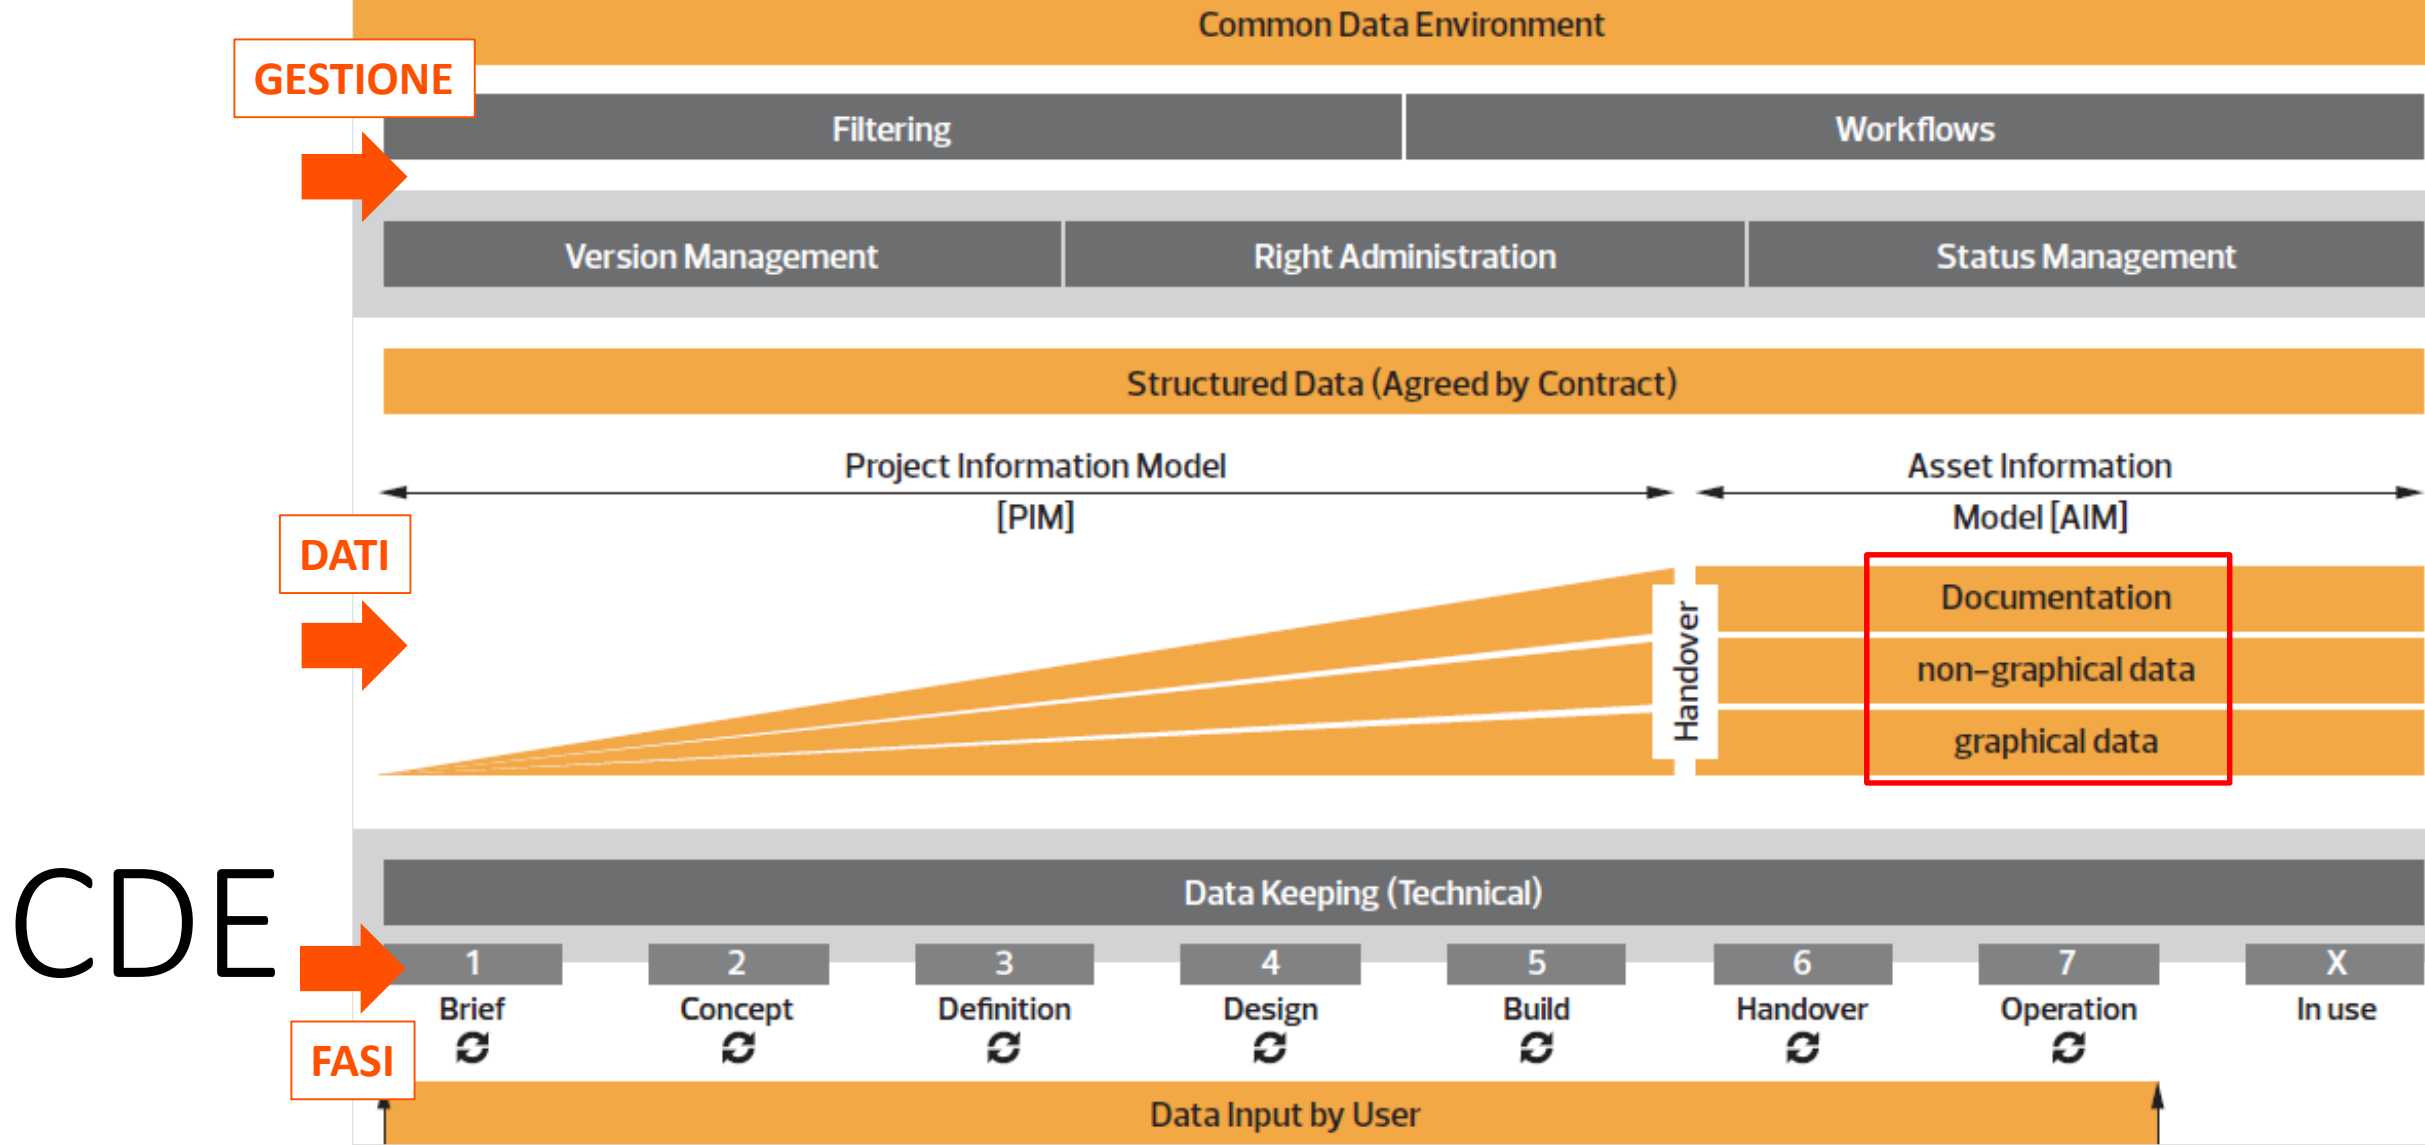 Common Data Environment
GESTIONE
Filtering
Workflows
Version Management
Right Administration
Status Management
Structured Data (Agreed by Contract)
Project Information Model
[PIM]
Asset Information
Model [AIM]
DATI
Handover
Documentation
non-graphical data
graphical data
CDE
Data Keeping (Technical)
1
2
3
4
5
6
7
X
Brief
Concept
Definition
Design
Build
Handover
Operation
In use
FASI
Data Input by User